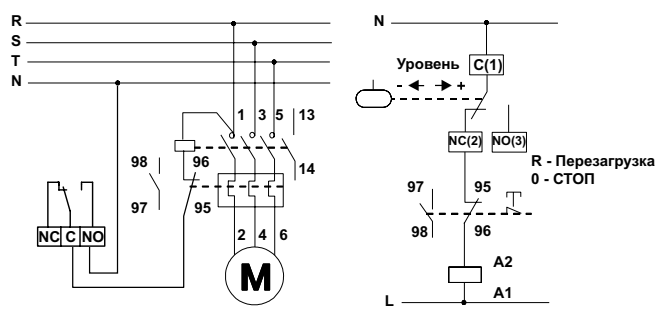 R
S
T
N
1 3 5 13
14
98 96
97 95
NC C NO
2 4 6
M
N
Уровень
C(1)
- +
NC(2) NO(3)
R - Перезагрузка
0 - СТОП
97 95
98 96
A2
A1
L